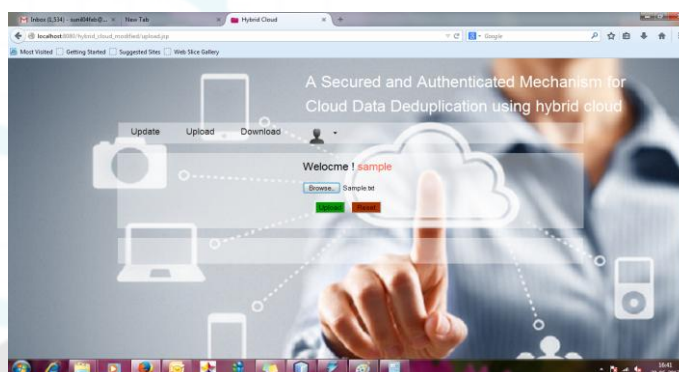 Inbox (1,334) - sunil04feb@... ×
New Tab ×
Hybrid Cloud ×
localhost:8080/hybrid_cloud_modified/upload.jsp
Google
Most Visited
Getting Started
Suggested Sites
Web Slice Gallery
A Secured and Authenticated Mechanism for
Cloud Data Deduplication using hybrid cloud
Update Upload Download
Welocme ! sample
Browse.. Sample.txt
Upload Reset
16:41